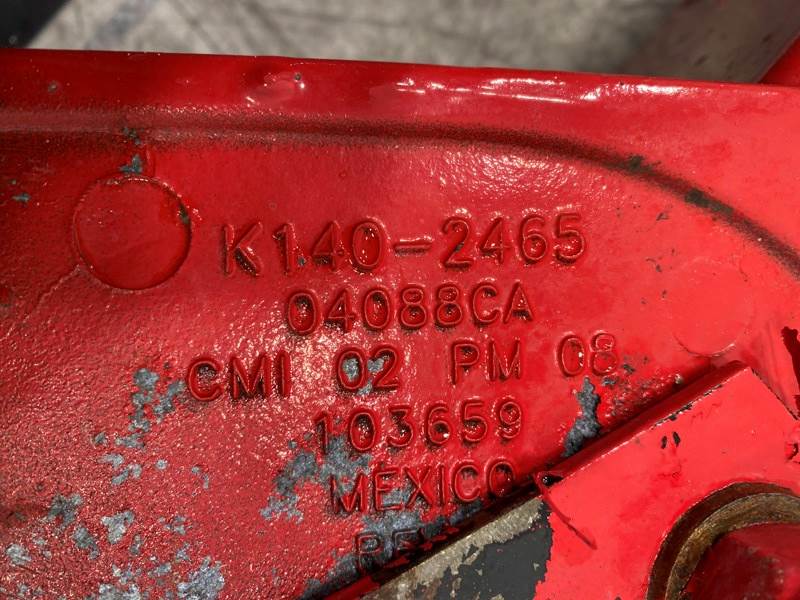 K140-2465
04088CA
CMI 02 PM 08
103659
MEXICO